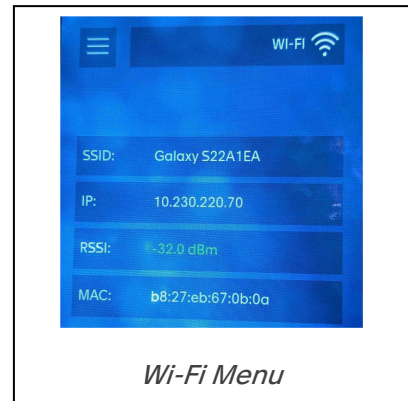 WI-FI
SSID: Galaxy S22A1EA
IP: 10.230.220.70
RSSI: -32.0 dBm
MAC: b8:27:eb:67:0b:0a
Wi-Fi Menu